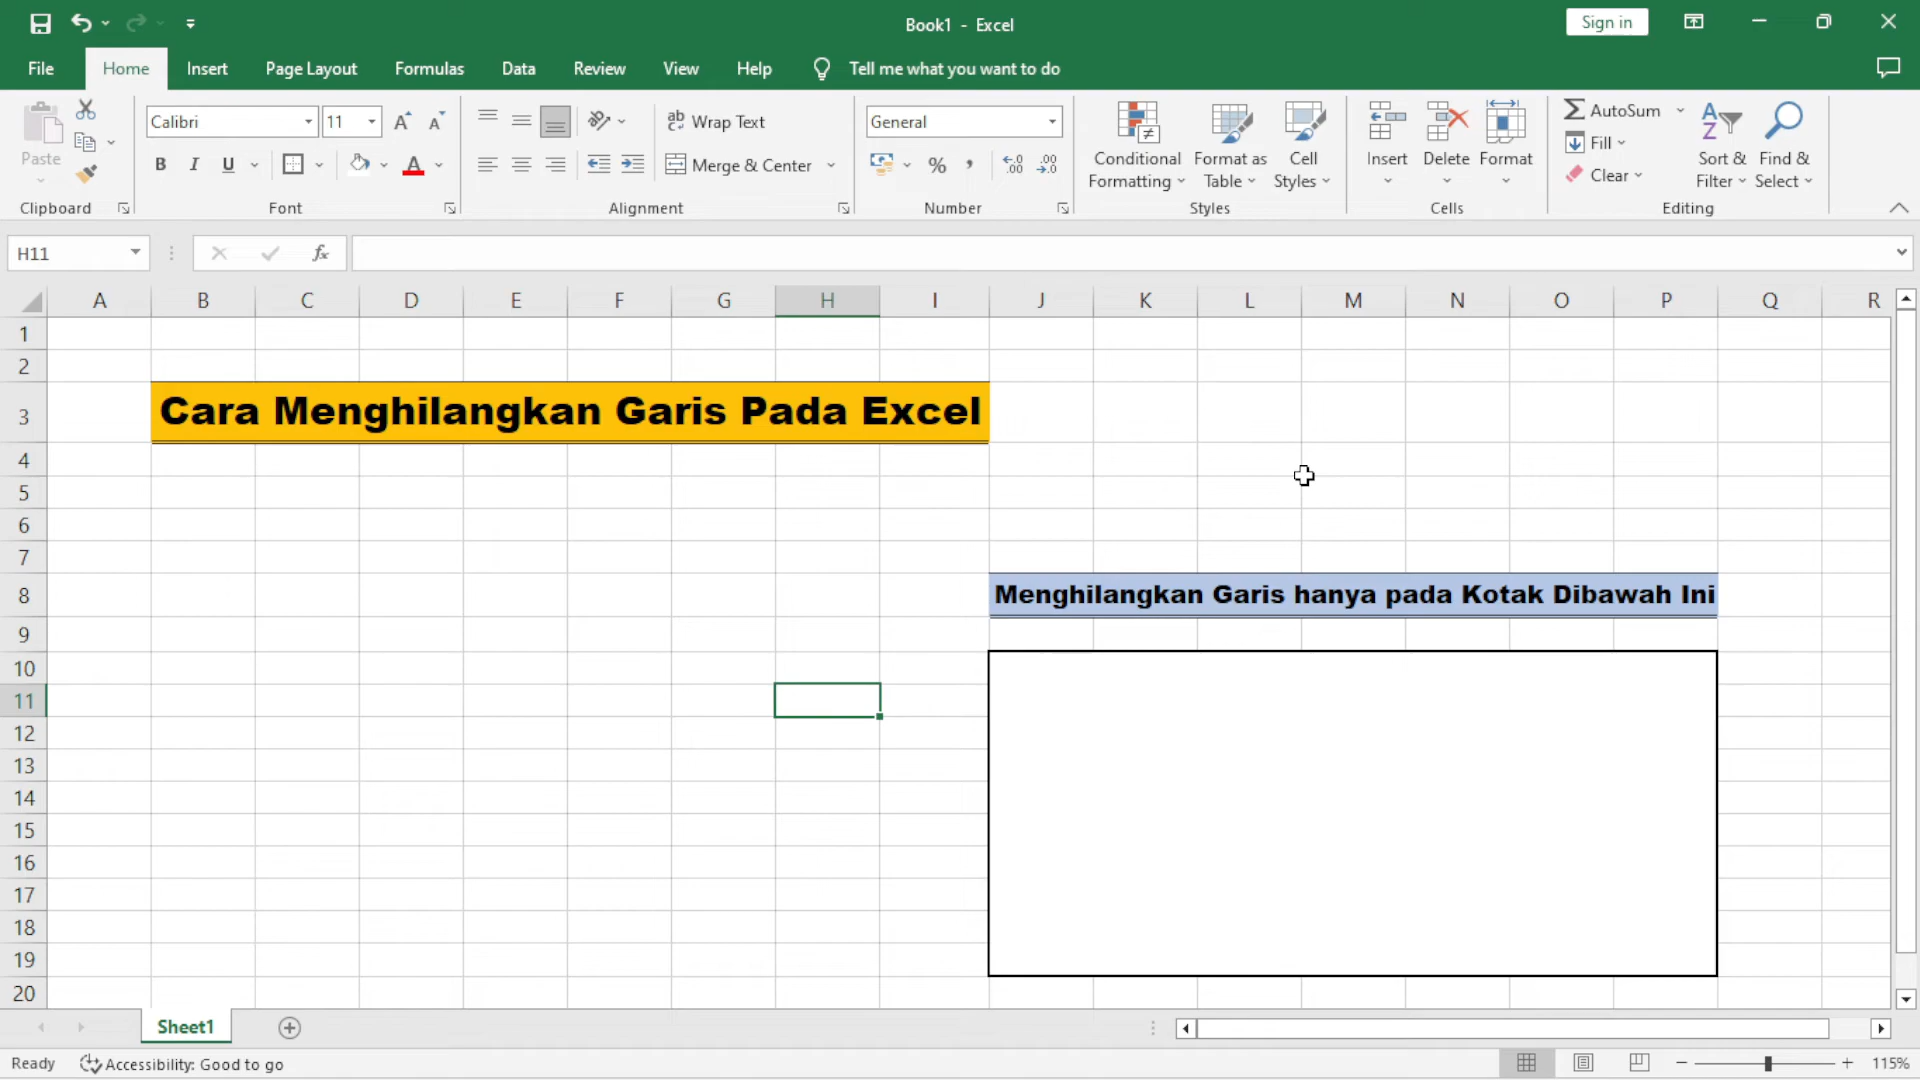 Book1 - Excel
Sign in
File Home Insert Page Layout Formulas Data Review View Help Tell me what you want to do
Paste
Clipboard
Calibri 11
B I U A
Font
Wrap Text
Merge & Center
Alignment
General
%
Number
Conditional Formatting
Format as Table
Cell Styles
Styles
Insert Delete Format
Cells
AutoSum
Fill
Clear
Sort & Filter
Find & Select
Editing
H11 fx
A B C D E F G H I J K L M N O P Q R
1
2
3 Cara Menghilangkan Garis Pada Excel
4
5
6
7
8 Menghilangkan Garis hanya pada Kotak Dibawah Ini
9
10
11
12
13
14
15
16
17
18
19
20
Sheet1
Ready Accessibility: Good to go 115%